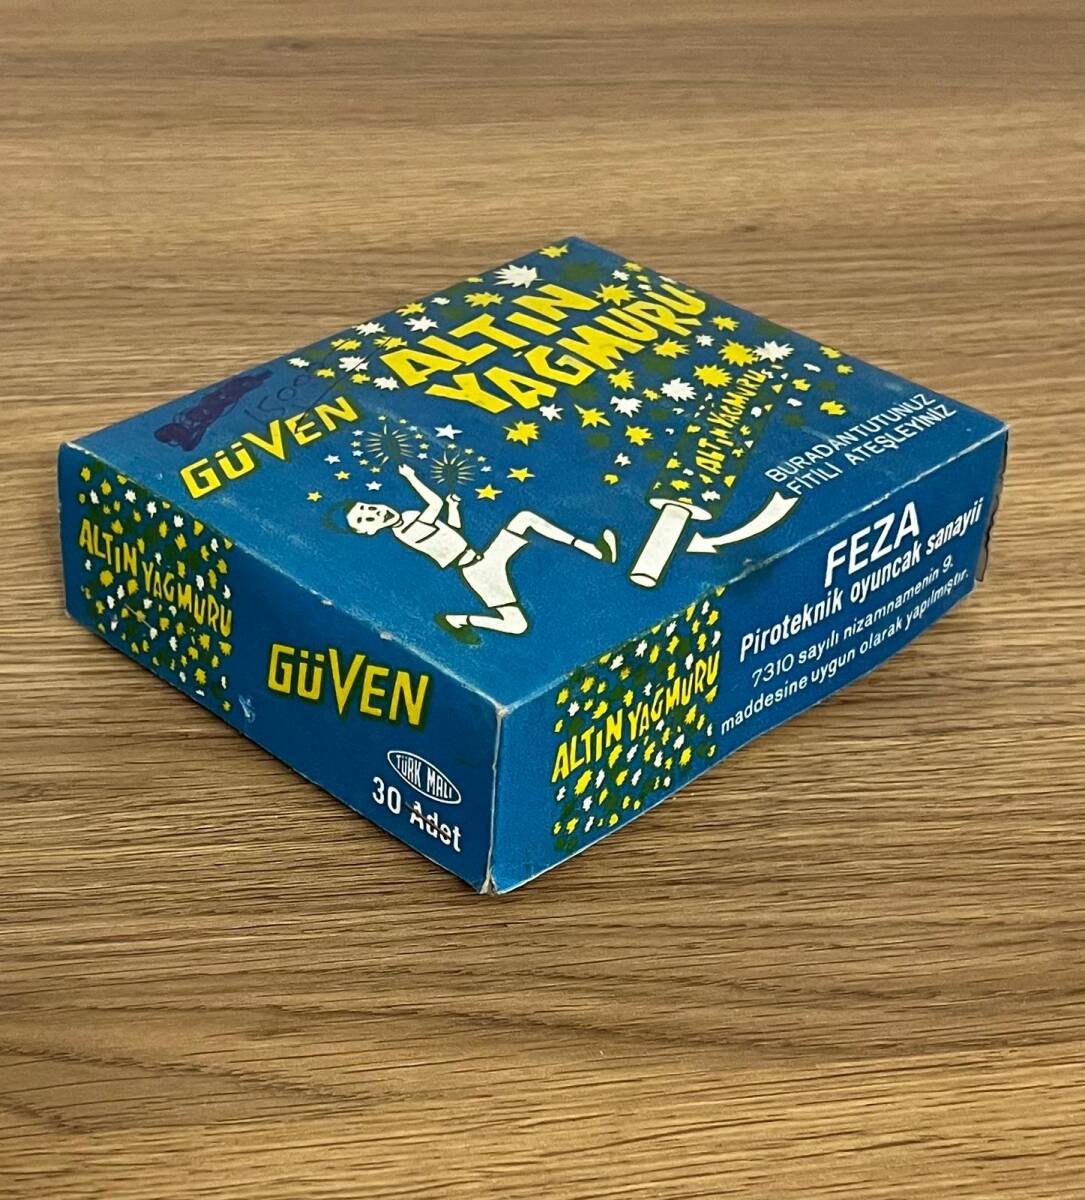 ALTIN
YAĞMURU
GÜVEN
ALTIN YAĞMURU
BURADAN TUTUNUZ
FİTİLİ ATEŞLEYİNİZ
ALTIN YAĞMURU
GÜVEN
TÜRK MALI
30 Adet
ALTIN YAĞMURU
FEZA
Piroteknik oyuncak sanayii
7310 sayılı nizamnamenin 9.
maddesine uygun olarak yapılmıştır.